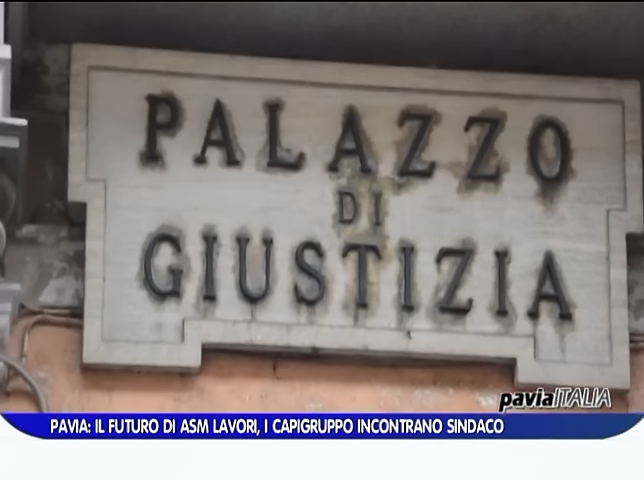 PALAZZO
DI
GIUSTIZIA
paviaITALIA
PAVIA: IL FUTURO DI ASM LAVORI, I CAPIGRUPPO INCONTRANO SINDACO